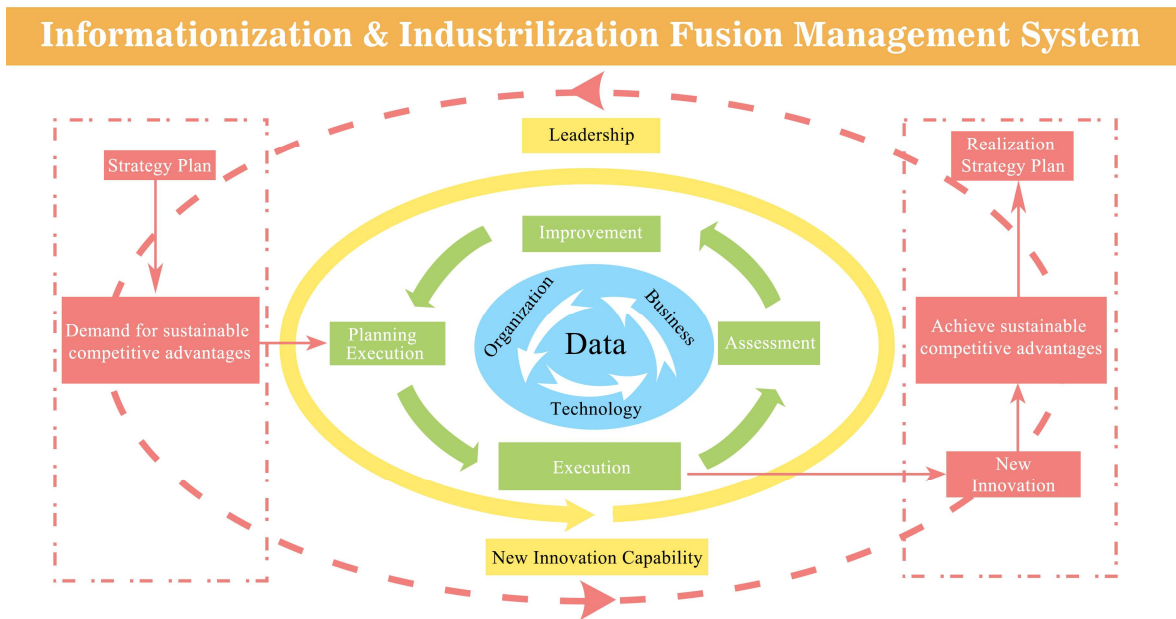 Informationization & Industrilization Fusion Management System
Leadership
Strategy Plan
Realization
Strategy Plan
Improvement
Organization
Business
Demand for sustainable
competitive advantages
Planning
Execution
Data
Assessment
Achieve sustainable
competitive advantages
Technology
Execution
New
Innovation
New Innovation Capability